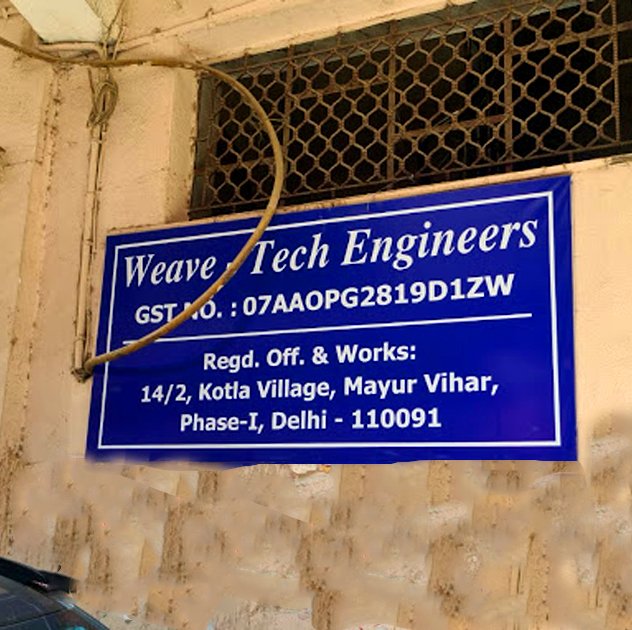 Weave - Tech Engineers
GST NO. : 07AAOPG2819D1ZW
Regd. Off. & Works:
14/2, Kotla Village, Mayur Vihar,
Phase-I, Delhi - 110091